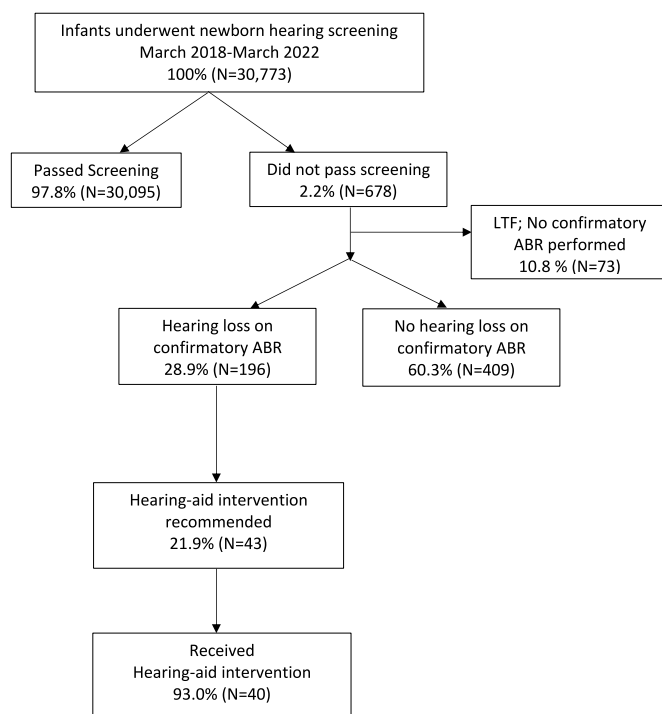 Infants underwent newborn hearing screening
March 2018-March 2022
100% (N=30,773)
Passed Screening
97.8% (N=30,095)
Did not pass screening
2.2% (N=678)
LTF; No confirmatory
ABR performed
10.8 % (N=73)
Hearing loss on
confirmatory ABR
28.9% (N=196)
No hearing loss on
confirmatory ABR
60.3% (N=409)
Hearing-aid intervention
recommended
21.9% (N=43)
Received
Hearing-aid intervention
93.0% (N=40)